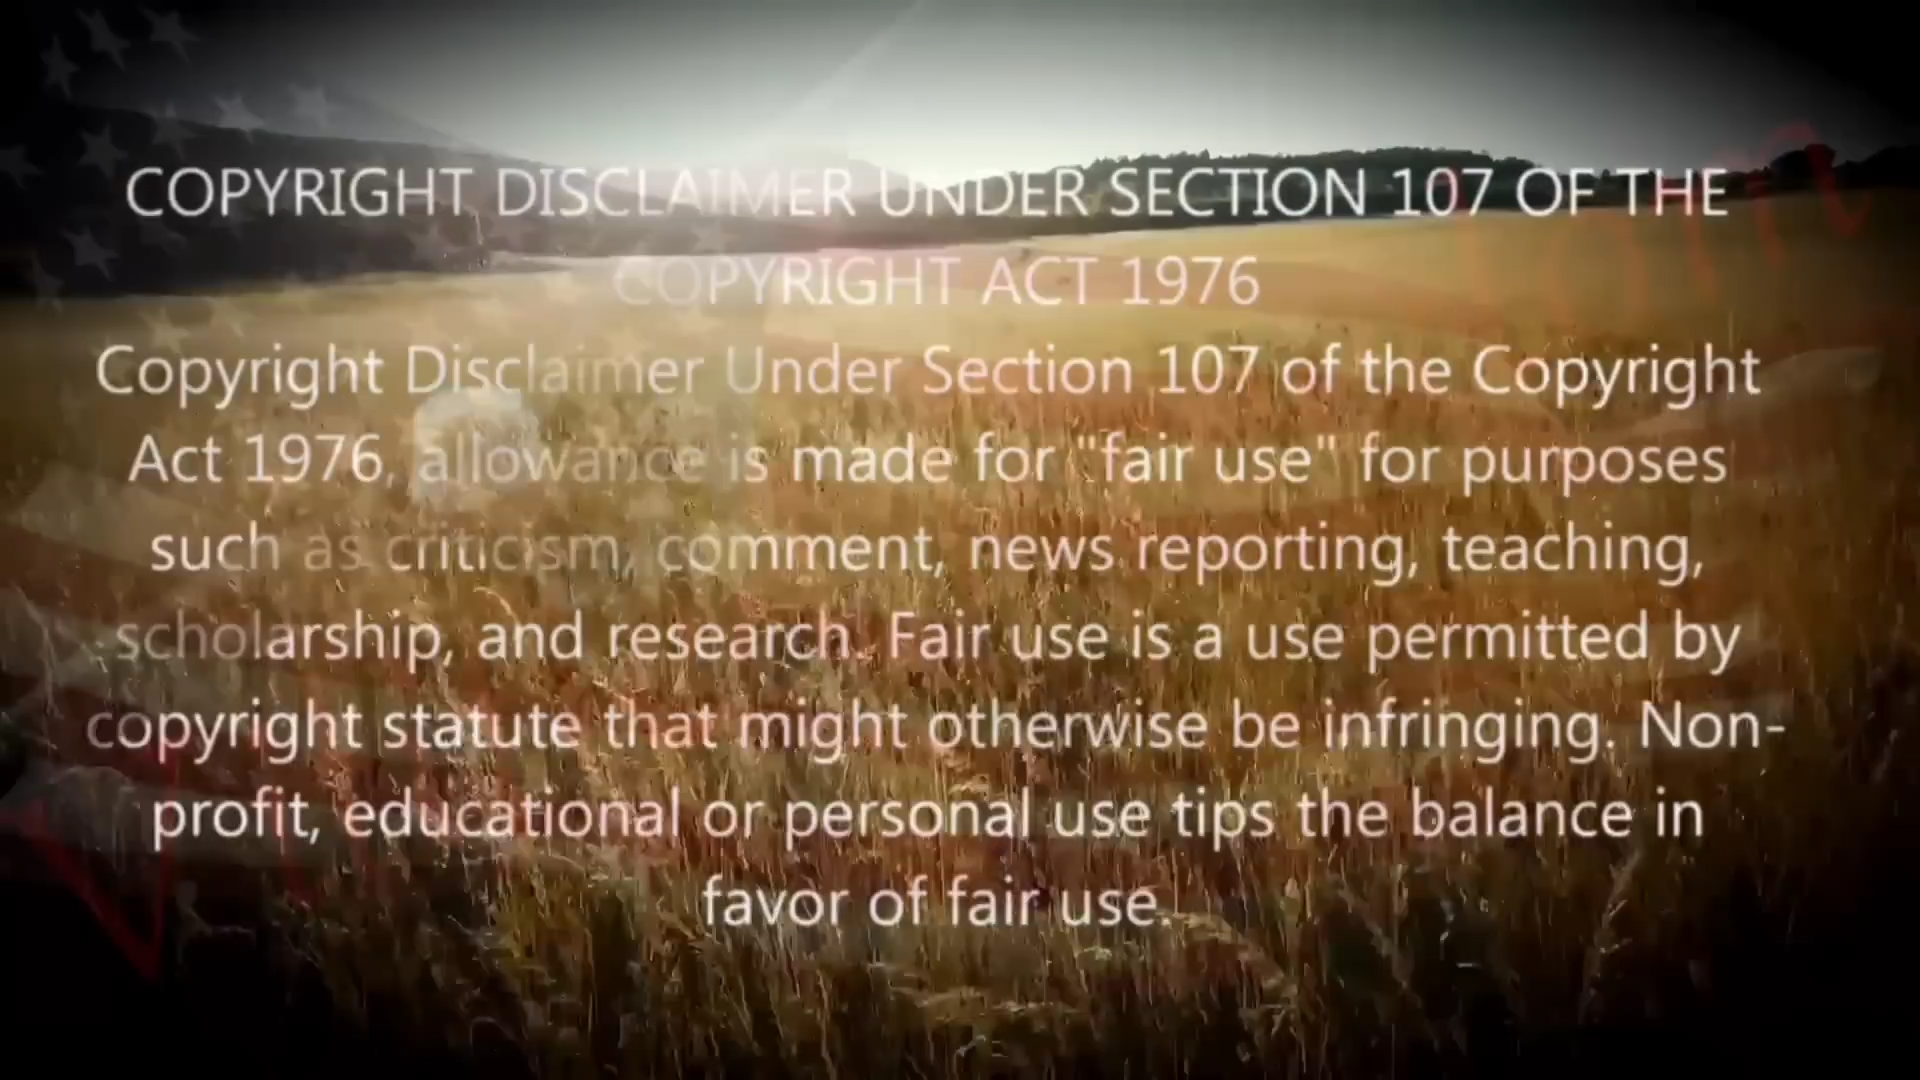 COPYRIGHT DISCLAIMER UNDER SECTION 107 OF THE
COPYRIGHT ACT 1976
Copyright Disclaimer Under Section 107 of the Copyright
Act 1976, allowance is made for "fair use" for purposes
such as criticism, comment, news reporting, teaching,
scholarship, and research. Fair use is a use permitted by
copyright statute that might otherwise be infringing. Non-
profit, educational or personal use tips the balance in
favor of fair use.